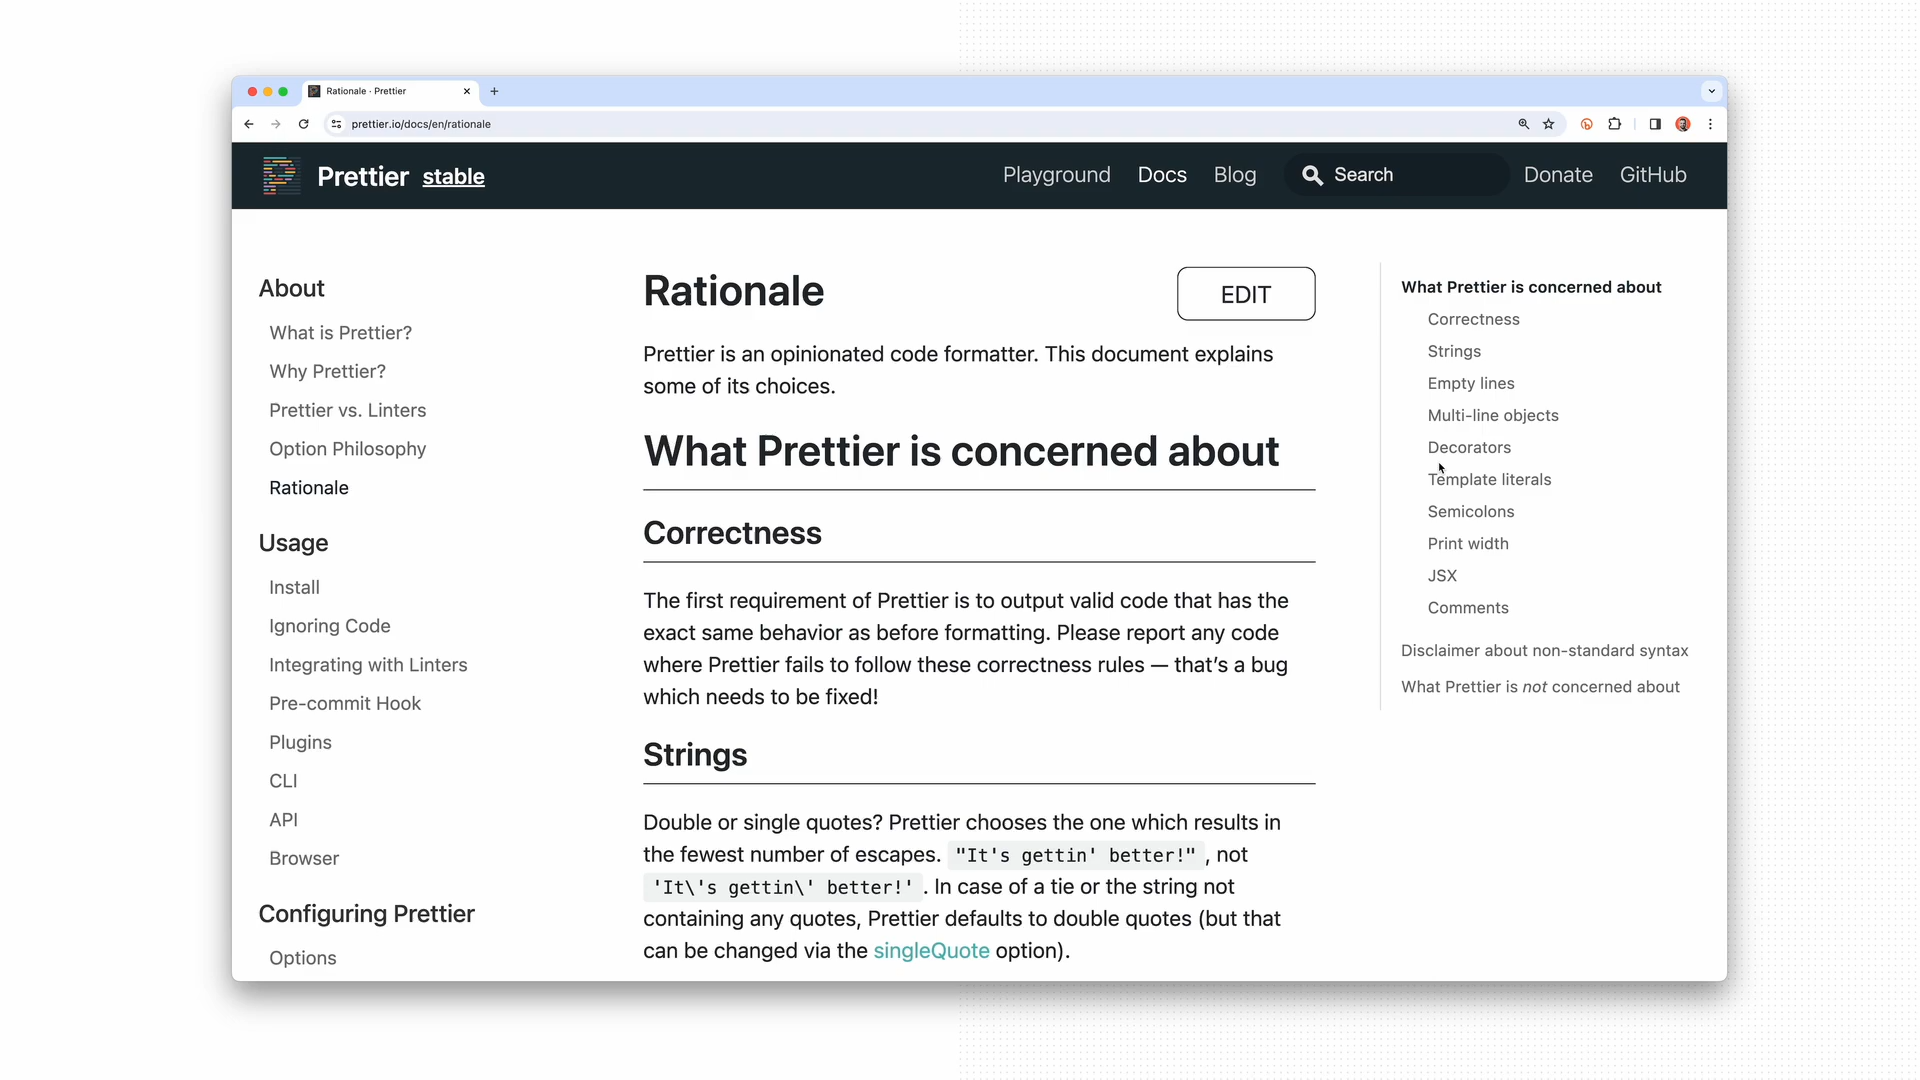 Rationale · Prettier
prettier.io/docs/en/rationale
Prettier stable
Playground
Docs
Blog
Search
Donate
GitHub
About
What is Prettier?
Why Prettier?
Prettier vs. Linters
Option Philosophy
Rationale
Usage
Install
Ignoring Code
Integrating with Linters
Pre-commit Hook
Plugins
CLI
API
Browser
Configuring Prettier
Options
Rationale
EDIT
Prettier is an opinionated code formatter. This document explains
some of its choices.
What Prettier is concerned about
Correctness
The first requirement of Prettier is to output valid code that has the
exact same behavior as before formatting. Please report any code
where Prettier fails to follow these correctness rules — that’s a bug
which needs to be fixed!
Strings
Double or single quotes? Prettier chooses the one which results in
the fewest number of escapes. "It's gettin' better!" , not
'It\'s gettin\' better!' . In case of a tie or the string not
containing any quotes, Prettier defaults to double quotes (but that
can be changed via the singleQuote option).
What Prettier is concerned about
Correctness
Strings
Empty lines
Multi-line objects
Decorators
Template literals
Semicolons
Print width
JSX
Comments
Disclaimer about non-standard syntax
What Prettier is not concerned about